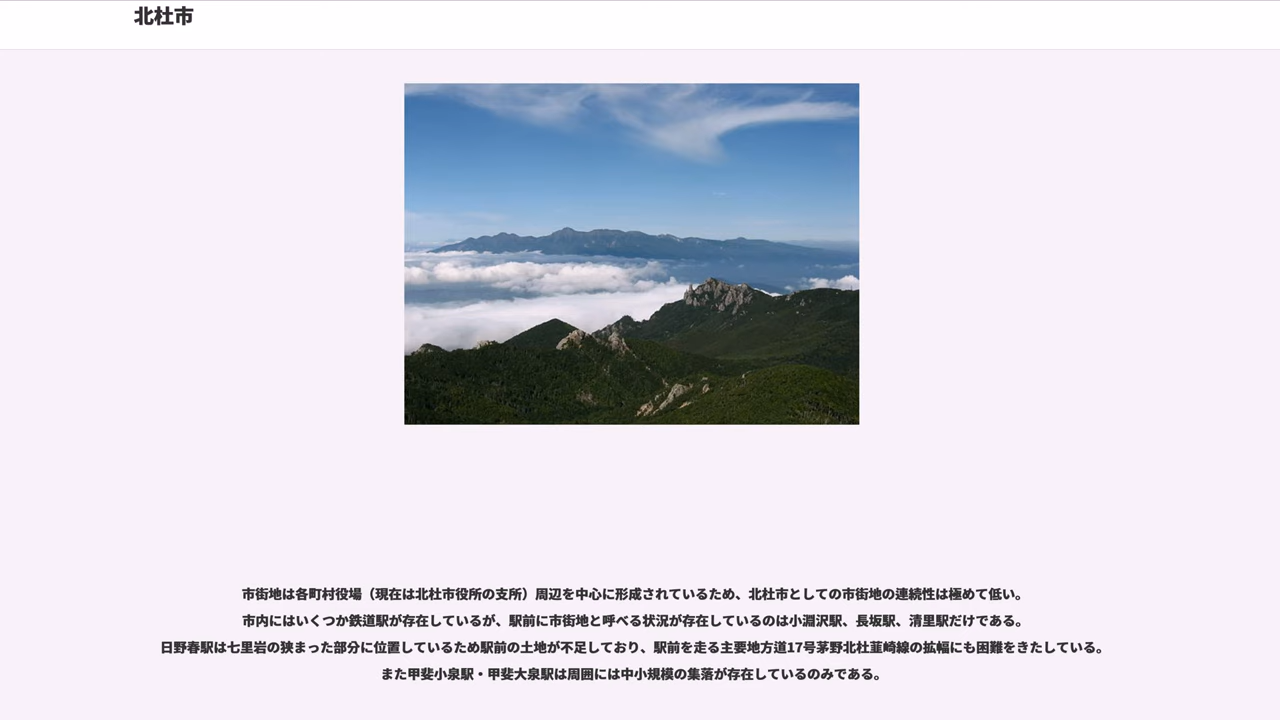 北杜市
市街地は各町村役場（現在は北杜市役所の支所）周辺を中心に形成されているため、北杜市としての市街地の連続性は極めて低い。
市内にはいくつか鉄道駅が存在しているが、駅前に市街地と呼べる状況が存在しているのは小淵沢駅、長坂駅、清里駅だけである。
日野春駅は七里岩の狭まった部分に位置しているため駅前の土地が不足しており、駅前を走る主要地方道17号茅野北杜韮崎線の拡幅にも困難をきたしている。
また甲斐小泉駅・甲斐大泉駅は周囲には中小規模の集落が存在しているのみである。